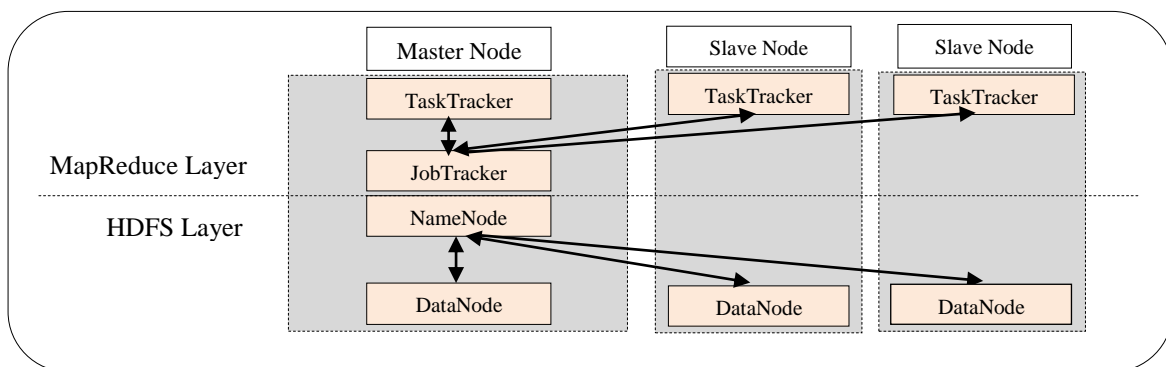 Master Node
Slave Node
Slave Node
TaskTracker
TaskTracker
TaskTracker
MapReduce Layer
JobTracker
NameNode
HDFS Layer
DataNode
DataNode
DataNode